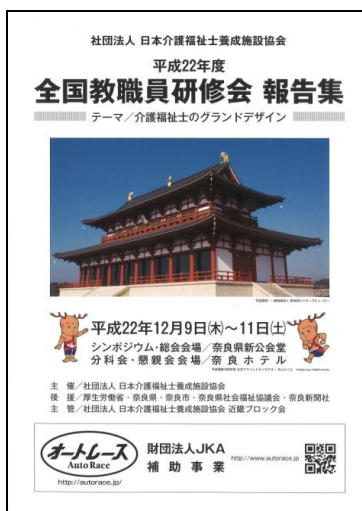 社団法人 日本介護福祉士養成施設協会
平成22年度
全国教職員研修会 報告集
テーマ／介護福祉士のグランドデザイン
平成22年12月9日㈭～11日㈯
シンポジウム・総会会場／奈良県新公会堂
分科会・懇親会会場／奈良ホテル
主 催／社団法人 日本介護福祉士養成施設協会
後 援／厚生労働省・奈良県・奈良市・奈良県社会福祉協議会・奈良新聞社
主 管／社団法人 日本介護福祉士養成施設協会 近畿ブロック会
オートレース
Auto Race
http://autorace.jp/
財団法人JKA
補助事業
http://www.autorace.jp